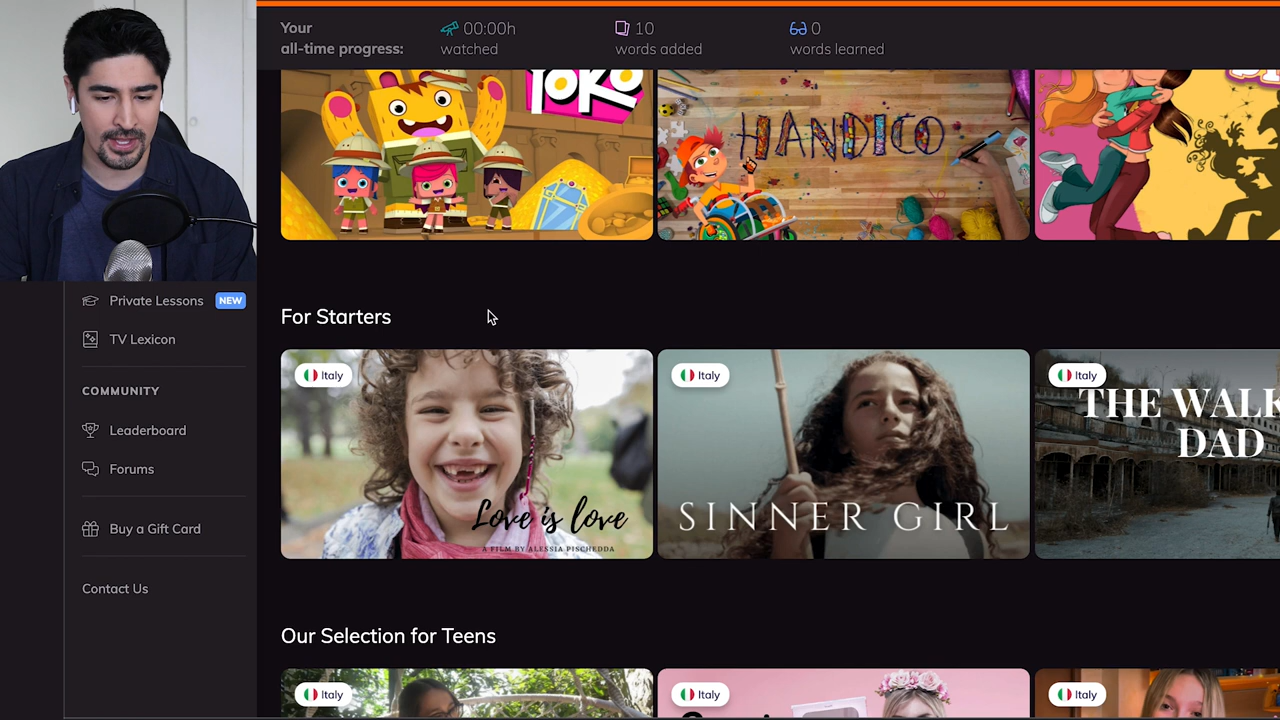 Your
all-time progress:
00:00h
watched
10
words added
0
words learned
YOKO
HANDICO
Private Lessons NEW
TV Lexicon
COMMUNITY
Leaderboard
Forums
Buy a Gift Card
Contact Us
For Starters
Italy
Love is love
A FILM BY ALESSIA PISCHEDDA
Italy
SINNER GIRL
Italy
THE WALK
DAD
Our Selection for Teens
Italy
Italy
Italy